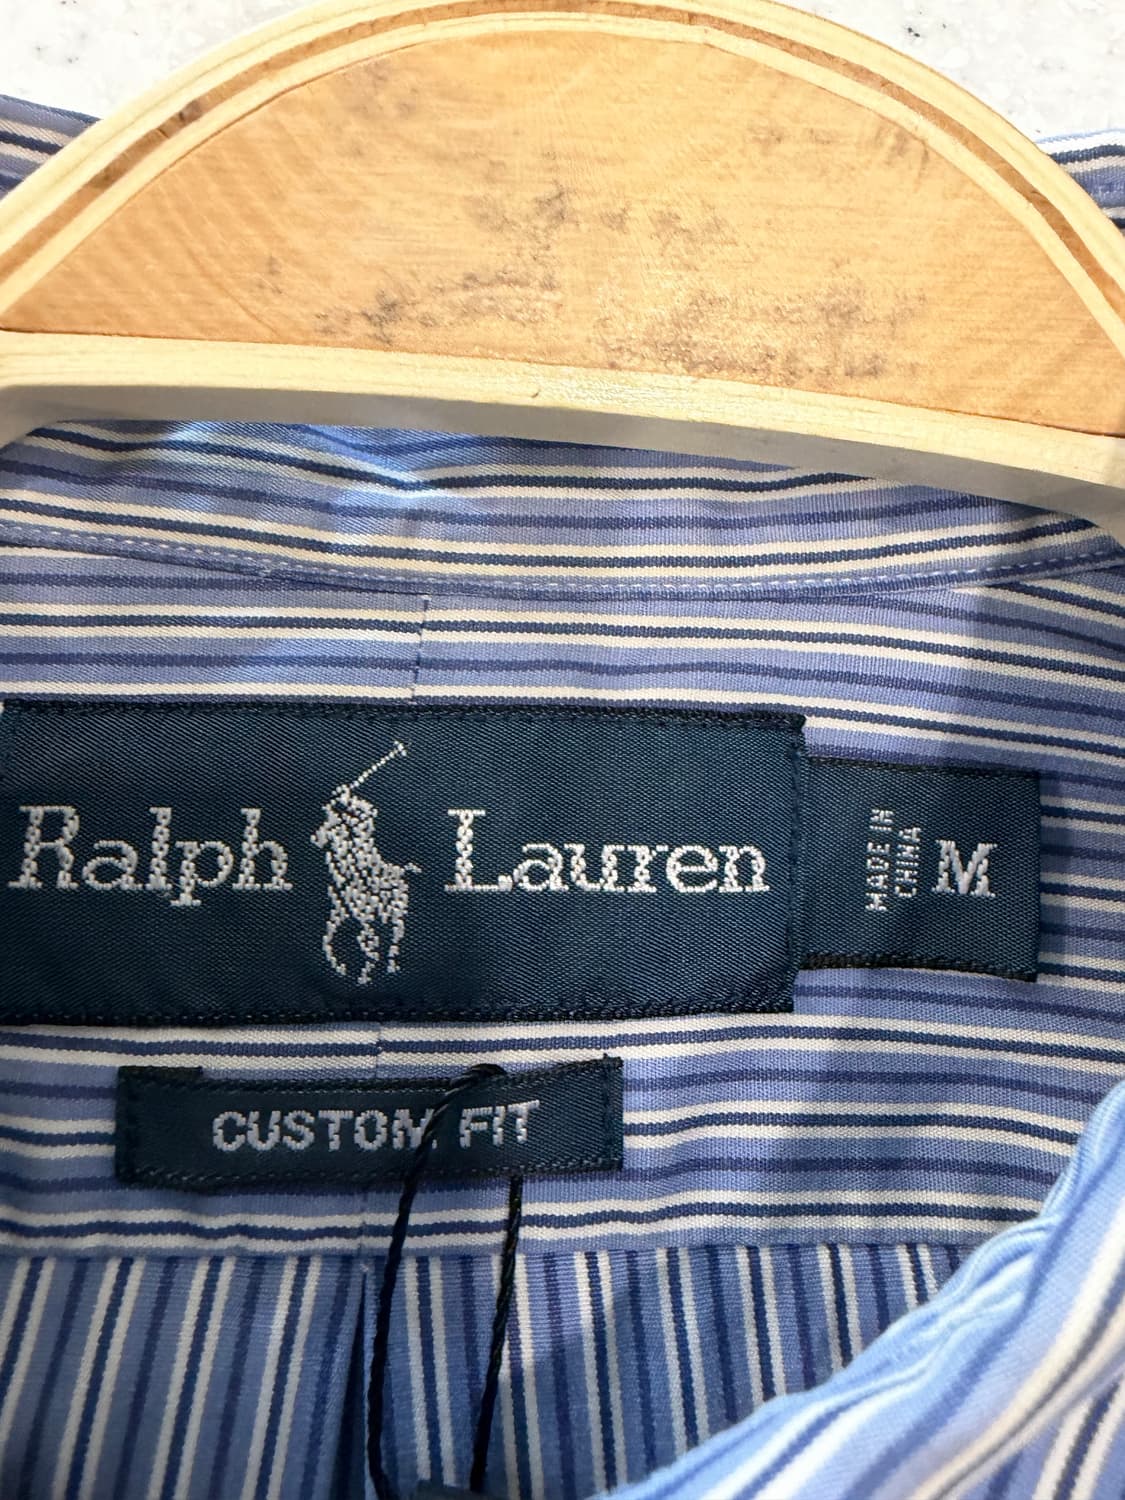 Ralph Lauren
MADE IN
CHINA
M
CUSTOM FIT